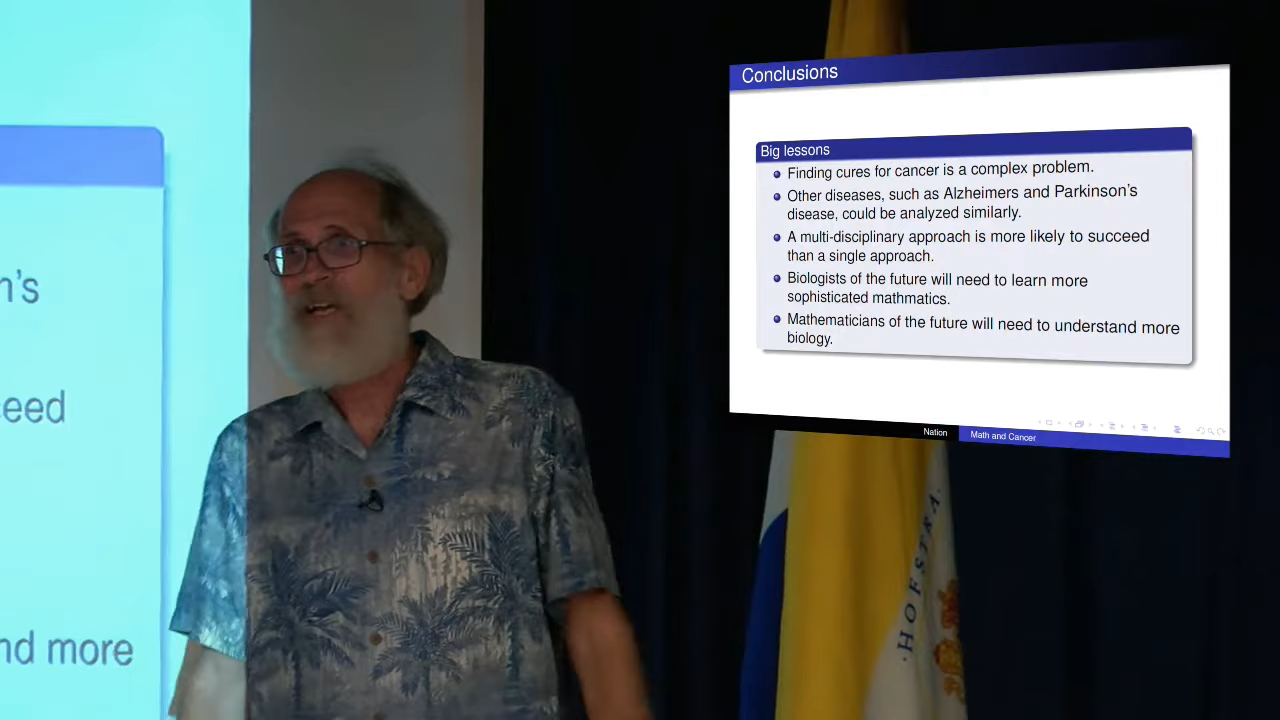 n's
eed
nd more
Conclusions
Big lessons
Finding cures for cancer is a complex problem.
Other diseases, such as Alzheimers and Parkinson's
disease, could be analyzed similarly.
A multi-disciplinary approach is more likely to succeed
than a single approach.
Biologists of the future will need to learn more
sophisticated mathmatics.
Mathematicians of the future will need to understand more
biology.
Nation
Math and Cancer
·HOFSTRA·